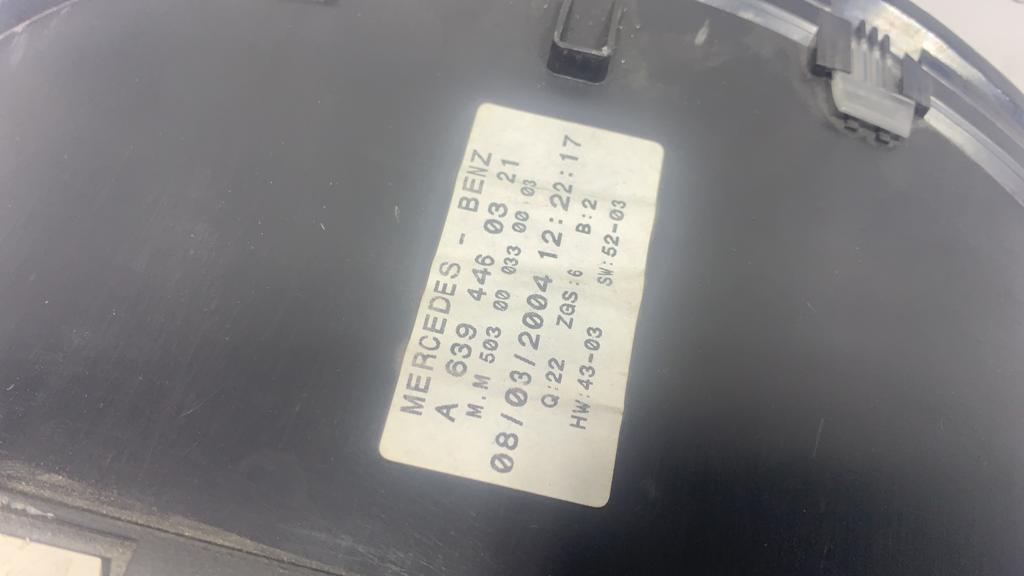 MERCEDES - BENZ
A 639 446 03 21
M.M 503 00 033 00 03
08/03/2004 12:22:17
Q:22 ZGS:6 B:2
HW:43-03 SW:52-03